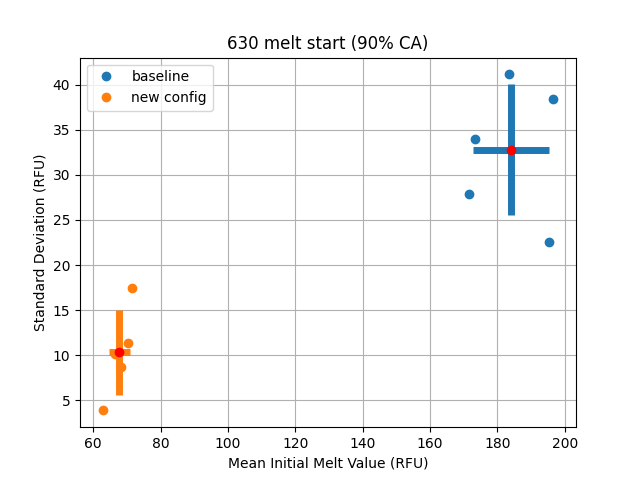 630 melt start (90% CA)
baseline
new config
Standard Deviation (RFU)
40
35
30
25
20
15
10
5
60 80 100 120 140 160 180 200
Mean Initial Melt Value (RFU)